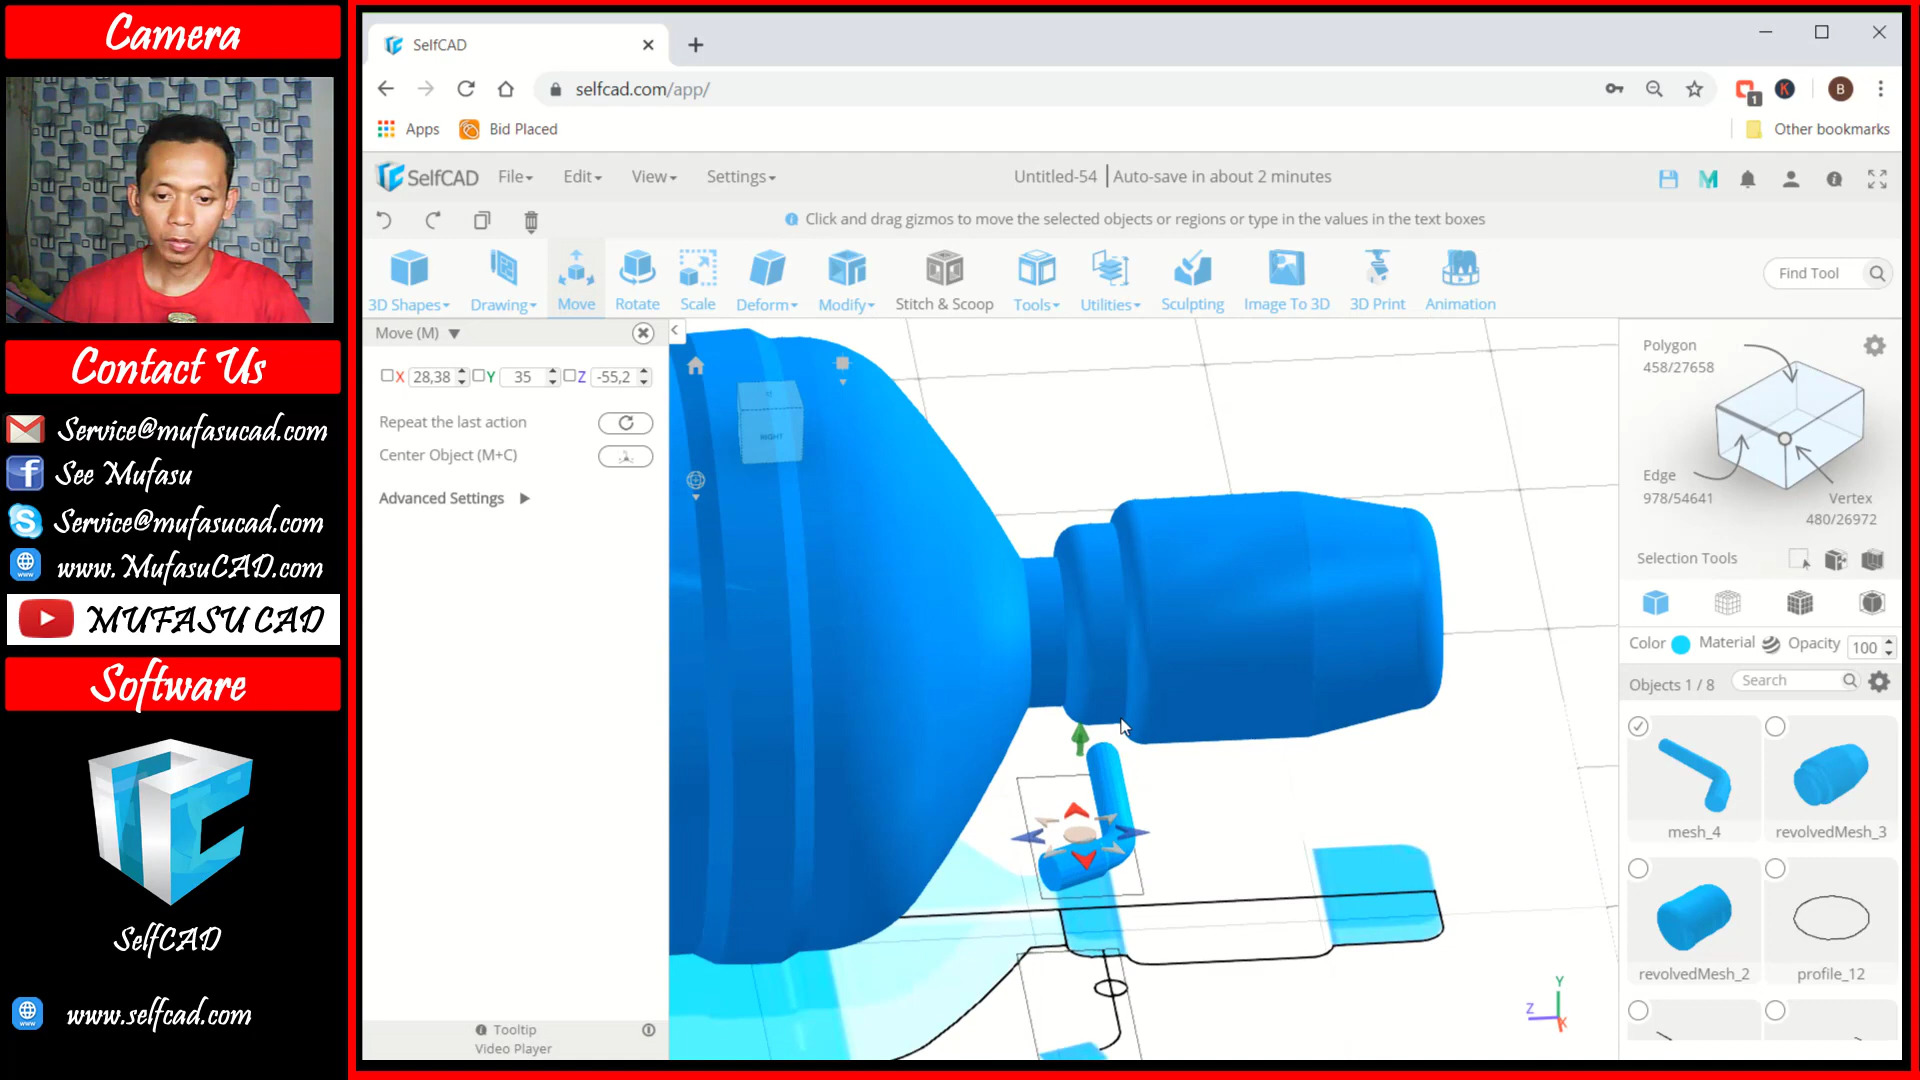 Camera
Contact Us
Service@mufasucad.com
See Mufasu
Service@mufasucad.com
www.MufasuCAD.com
MUFASU CAD
Software
SelfCAD
www.selfcad.com
SelfCAD
selfcad.com/app/
B
Apps
Bid Placed
Other bookmarks
SelfCAD
File
Edit
View
Settings
Untitled-54
Auto-save in about 2 minutes
Click and drag gizmos to move the selected objects or regions or type in the values in the text boxes
3D Shapes
Drawing
Move
Rotate
Scale
Deform
Modify
Stitch & Scoop
Tools
Utilities
Sculpting
Image To 3D
3D Print
Animation
Find Tool
Move (M)
X 28,38 Y 35 Z -55,2
Repeat the last action
Center Object (M+C)
Advanced Settings
RIGHT
Tooltip
Video Player
Z Y X
Polygon
458/27658
Edge
978/54641
Vertex
480/26972
Selection Tools
Color Material Opacity 100
Objects 1 / 8
Search
mesh_4
revolvedMesh_3
revolvedMesh_2
profile_12